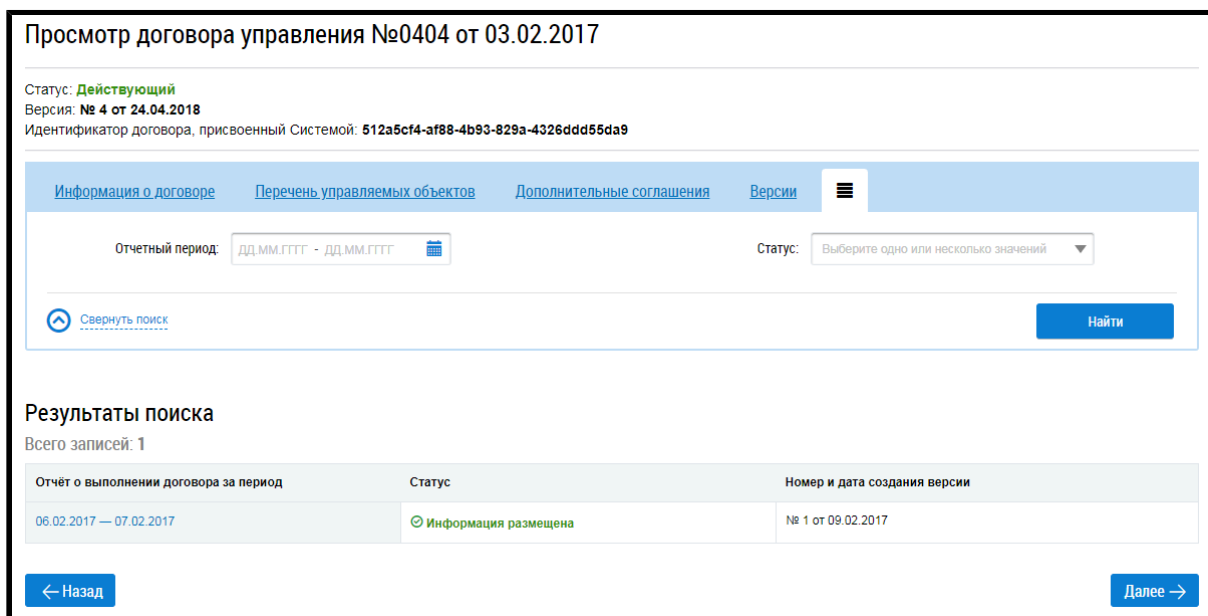 Просмотр договора управления №0404 от 03.02.2017
Статус: Действующий
Версия: № 4 от 24.04.2018
Идентификатор договора, присвоенный Системой: 512a5cf4-af88-4b93-829a-4326ddd55da9
Информация о договоре Перечень управляемых объектов Дополнительные соглашения Версии
Отчетный период: ДД.ММ.ГГГГ - ДД.ММ.ГГГГ Статус: Выберите одно или несколько значений
Свернуть поиск Найти
Результаты поиска
Всего записей: 1
Отчёт о выполнении договора за период Статус Номер и дата создания версии
06.02.2017 — 07.02.2017 Информация размещена № 1 от 09.02.2017
← Назад Далее →